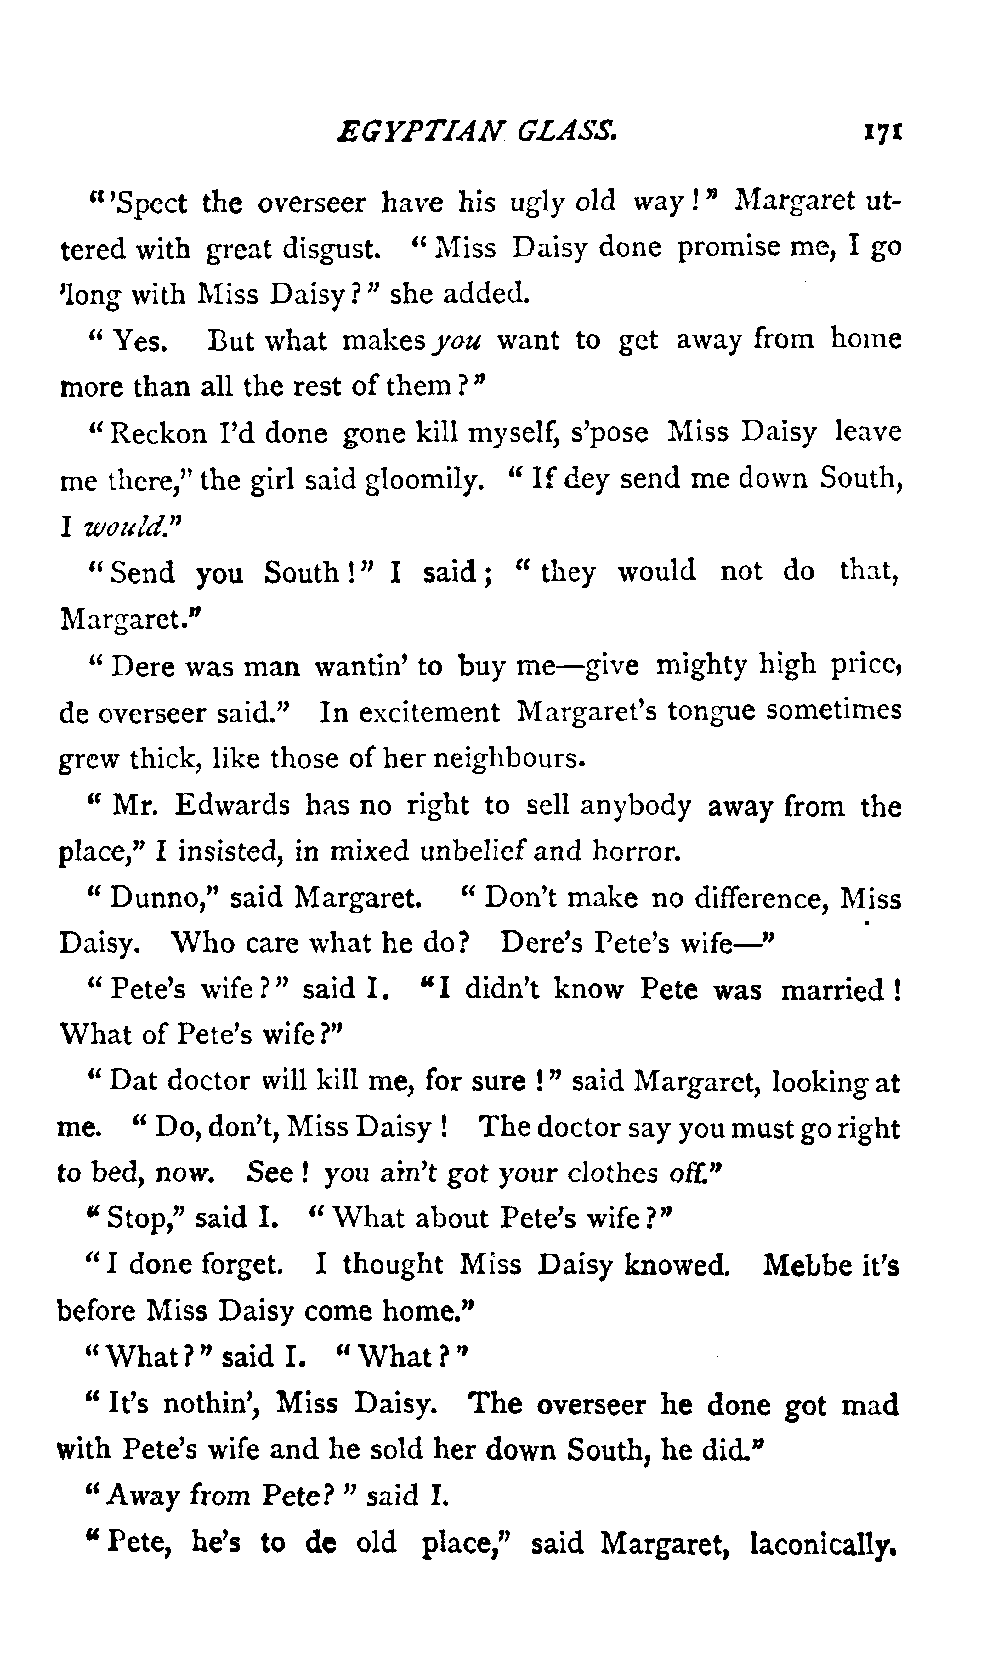 EGYPTIAN GLASS. 171
"'Spect the overseer have his ugly old way!" Margaret ut-
tered with great disgust. "Miss Daisy done promise me, I go
'long with Miss Daisy?" she added.
"Yes. But what makes you want to get away from home
more than all the rest of them?"
"Reckon I'd done gone kill myself, s'pose Miss Daisy leave
me there," the girl said gloomily. "If dey send me down South,
I would."
"Send you South!" I said; "they would not do that,
Margaret."
"Dere was man wantin' to buy me—give mighty high price,
de overseer said." In excitement Margaret's tongue sometimes
grew thick, like those of her neighbours.
"Mr. Edwards has no right to sell anybody away from the
place," I insisted, in mixed unbelief and horror.
"Dunno," said Margaret. "Don't make no difference, Miss
Daisy. Who care what he do? Dere's Pete's wife—"
"Pete's wife?" said I. "I didn't know Pete was married!
What of Pete's wife?"
"Dat doctor will kill me, for sure!" said Margaret, looking at
me. "Do, don't, Miss Daisy! The doctor say you must go right
to bed, now. See! you ain't got your clothes off."
"Stop," said I. "What about Pete's wife?"
"I done forget. I thought Miss Daisy knowed. Mebbe it's
before Miss Daisy come home."
"What?" said I. "What?"
"It's nothin', Miss Daisy. The overseer he done got mad
with Pete's wife and he sold her down South, he did."
"Away from Pete?" said I.
"Pete, he's to de old place," said Margaret, laconically.